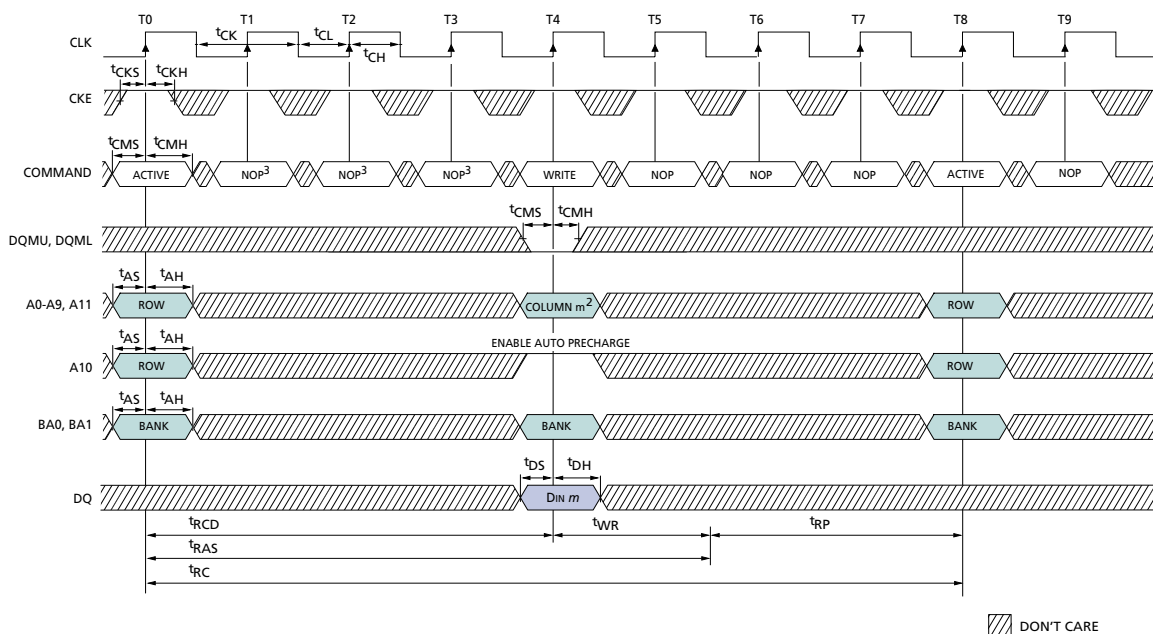 T0 T1 T2 T3 T4 T5 T6 T7 T8 T9
CLK
tCK tCL
tCH
tCKS tCKH
CKE
tCMS tCMH
COMMAND ACTIVE NOP3 NOP3 NOP3 WRITE NOP NOP NOP ACTIVE NOP
tCMS tCMH
DQMU, DQML
tAS tAH
A0-A9, A11 ROW COLUMN m2 ROW
ENABLE AUTO PRECHARGE
tAS tAH
A10 ROW ROW
tAS tAH
BA0, BA1 BANK BANK BANK
tDS tDH
DQ DIN m
tRCD tWR tRP
tRAS
tRC
DON'T CARE